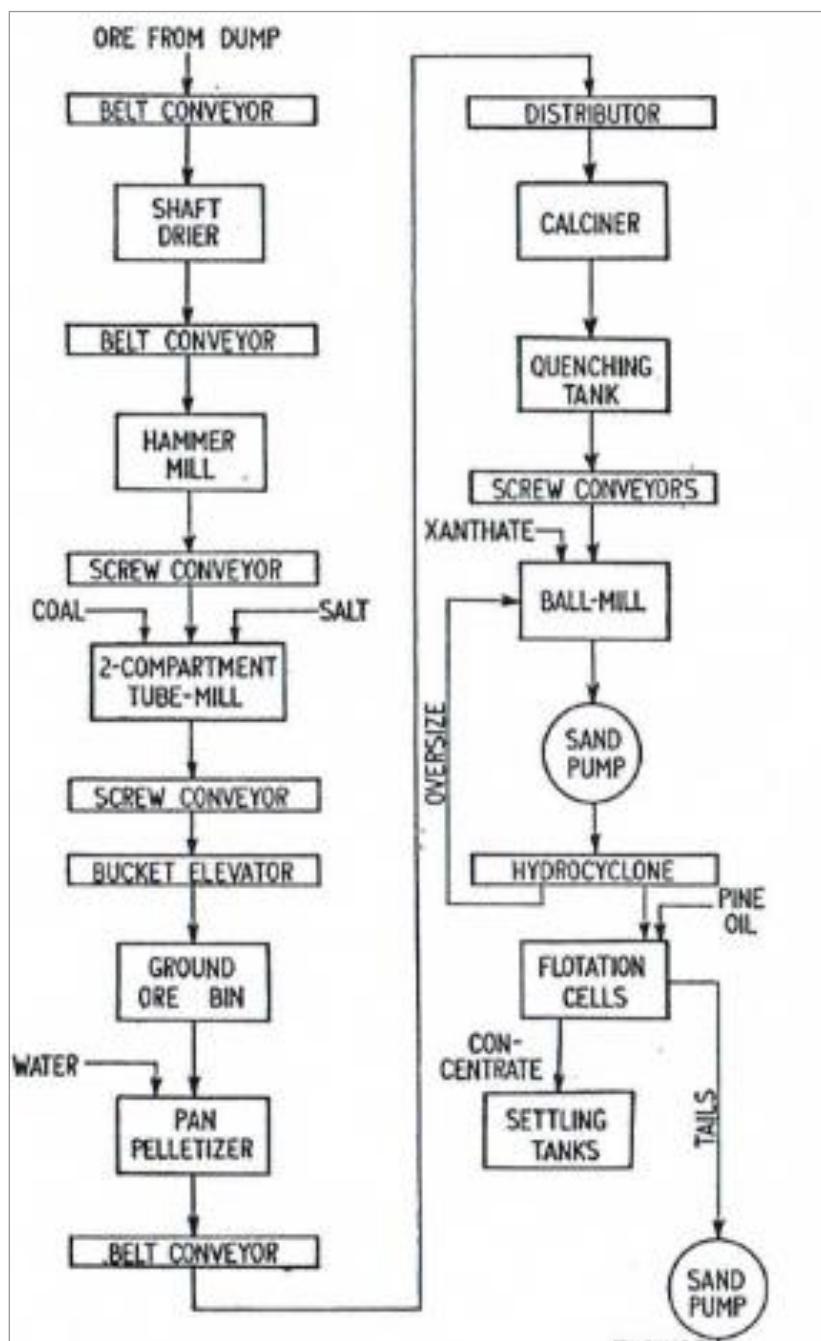 ORE FROM DUMP
BELT CONVEYOR
SHAFT
DRIER
BELT CONVEYOR
HAMMER
MILL
SCREW CONVEYOR
COAL
SALT
2-COMPARTMENT
TUBE-MILL
SCREW CONVEYOR
BUCKET ELEVATOR
GROUND
ORE BIN
WATER
PAN
PELLETIZER
BELT CONVEYOR
DISTRIBUTOR
CALCINER
QUENCHING
TANK
SCREW CONVEYORS
XANTHATE
BALL-MILL
OVERSIZE
SAND
PUMP
HYDROCYCLONE
PINE
OIL
FLOTATION
CELLS
CON-
CENTRATE
SETTLING
TANKS
TAILS
SAND
PUMP